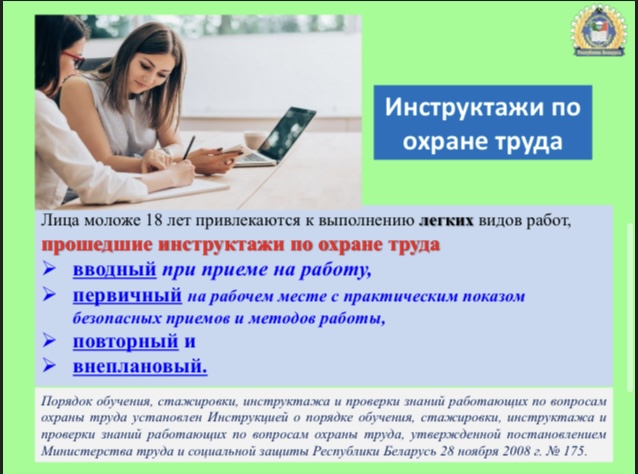 Республика Беларусь
Инструктажи по
охране труда
Лица моложе 18 лет привлекаются к выполнению легких видов работ,
прошедшие инструктажи по охране труда
➢ вводный при приеме на работу,
➢ первичный на рабочем месте с практическим показом
безопасных приемов и методов работы,
➢ повторный и
➢ внеплановый.
Порядок обучения, стажировки, инструктажа и проверки знаний работающих по вопросам
охраны труда установлен Инструкцией о порядке обучения, стажировки, инструктажа и
проверки знаний работающих по вопросам охраны труда, утвержденной постановлением
Министерства труда и социальной защиты Республики Беларусь 28 ноября 2008 г. № 175.